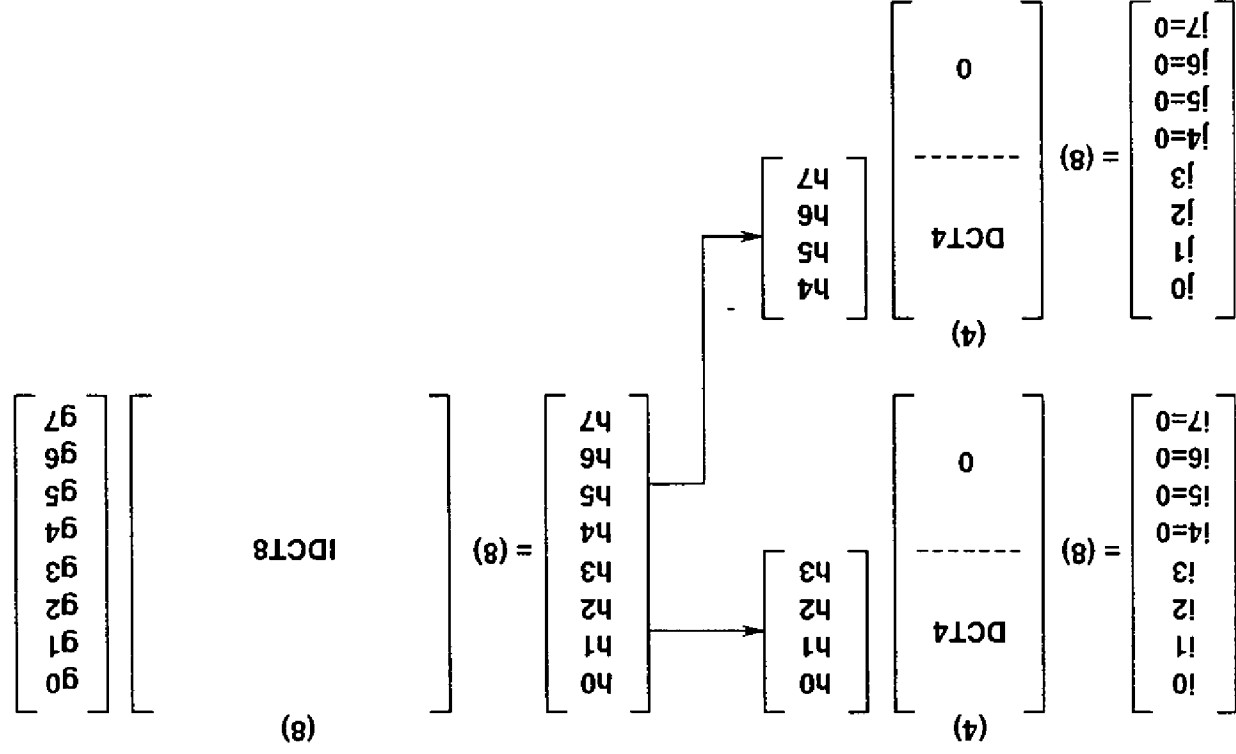 i0
i1
i2
i3
i4=0
i5=0
i6=0
i7=0
= (8)
(4)
DCT4
0
h0
h1
h2
h3
h0
h1
h2
h3
h4
h5
h6
h7
= (8)
(8)
IDCT8
g0
g1
g2
g3
g4
g5
g6
g7
j0
j1
j2
j3
j4=0
j5=0
j6=0
j7=0
= (8)
(4)
DCT4
0
h4
h5
h6
h7